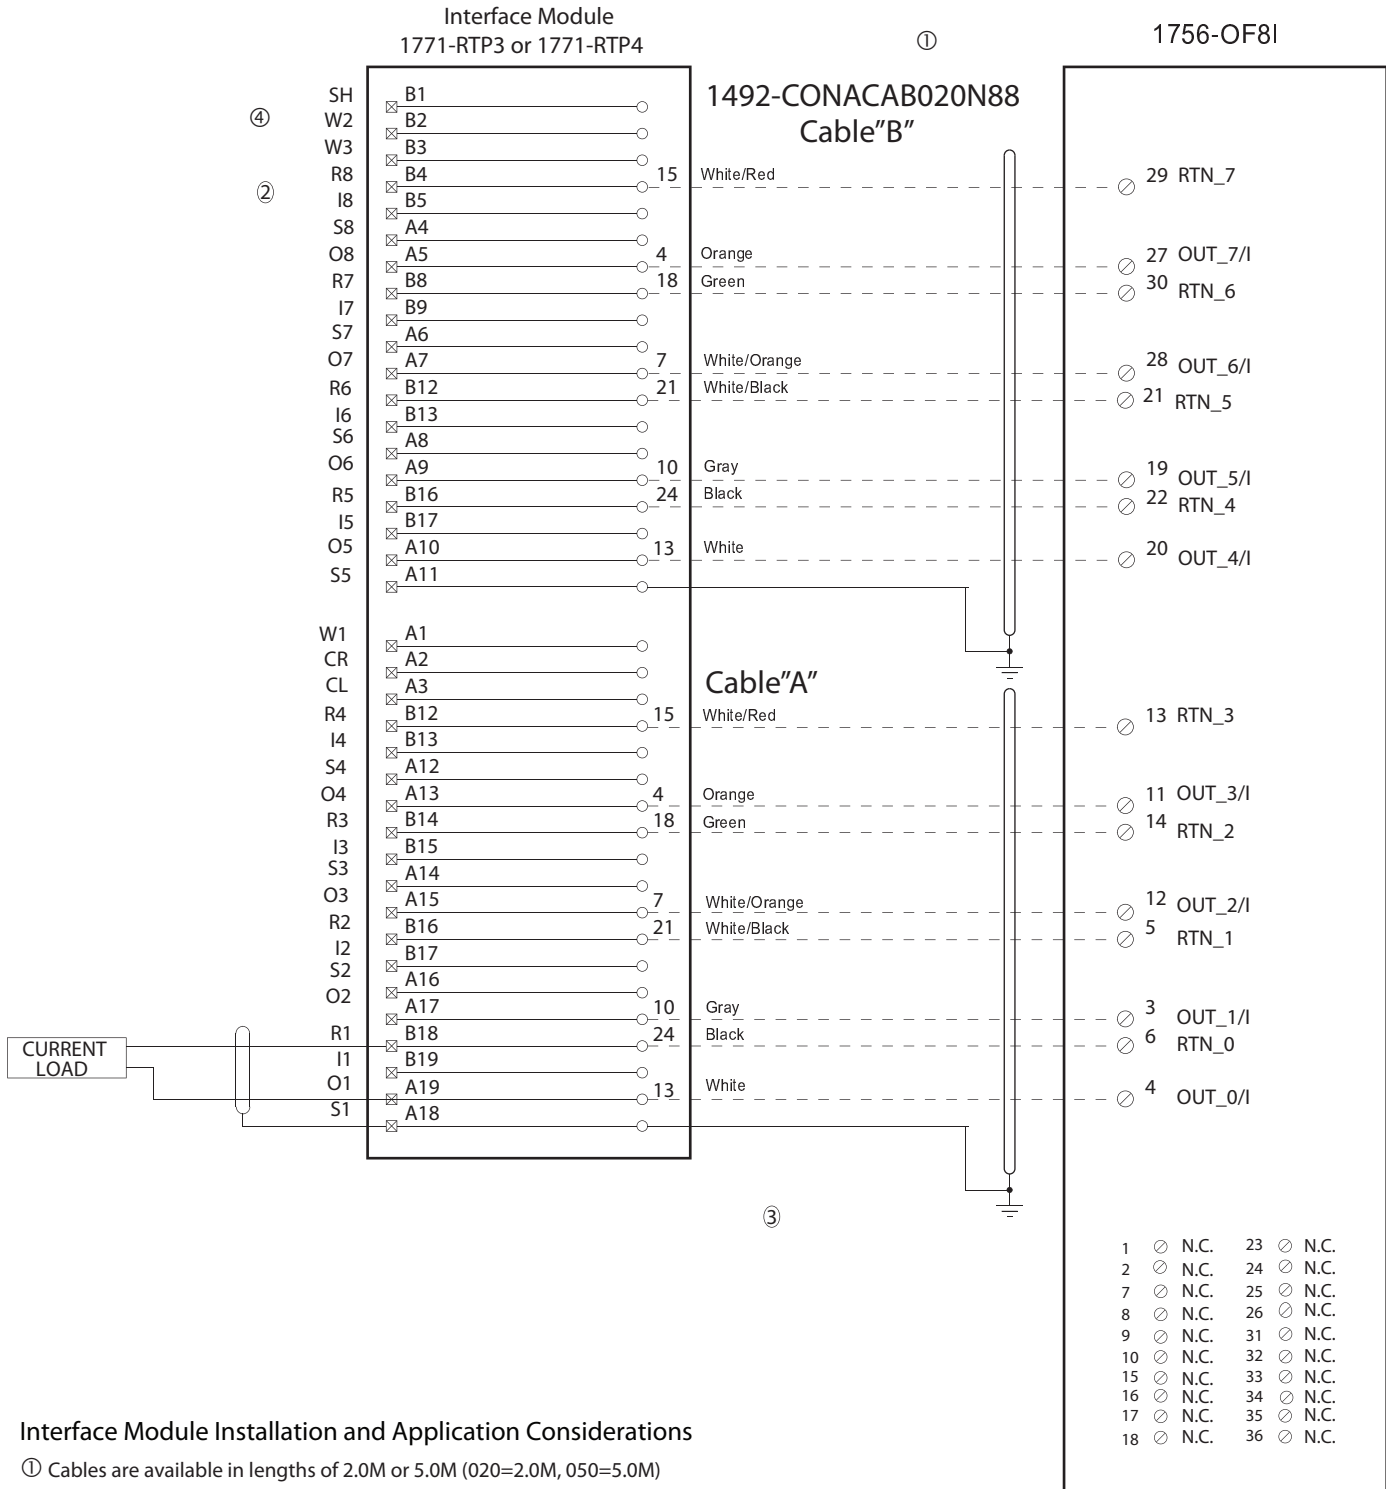 Interface Module
1771-RTP3 or 1771-RTP4
①
1756-OF8I
1492-CONACAB020N88
Cable"B"
④
②
SH B1
W2 B2
W3 B3
R8 B4 15 White/Red 29 RTN_7
I8 B5
S8 A4
O8 A5 4 Orange 27 OUT_7/I
R7 B8 18 Green 30 RTN_6
I7 B9
S7 A6
O7 A7 7 White/Orange 28 OUT_6/I
R6 B12 21 White/Black 21 RTN_5
I6 B13
S6 A8
O6 A9 10 Gray 19 OUT_5/I
R5 B16 24 Black 22 RTN_4
I5 B17
O5 A10 13 White 20 OUT_4/I
S5 A11
W1 A1
CR A2
CL A3
Cable"A"
R4 B12 15 White/Red 13 RTN_3
I4 B13
S4 A12
O4 A13 4 Orange 11 OUT_3/I
R3 B14 18 Green 14 RTN_2
I3 B15
S3 A14
O3 A15 7 White/Orange 12 OUT_2/I
R2 B16 21 White/Black 5 RTN_1
I2 B17
S2 A16
O2 A17 10 Gray 3 OUT_1/I
R1 B18 24 Black 6 RTN_0
CURRENT
LOAD
I1 B19
O1 A19 13 White 4 OUT_0/I
S1 A18
③
1 N.C. 23 N.C.
2 N.C. 24 N.C.
7 N.C. 25 N.C.
8 N.C. 26 N.C.
9 N.C. 31 N.C.
10 N.C. 32 N.C.
15 N.C. 33 N.C.
16 N.C. 34 N.C.
17 N.C. 35 N.C.
18 N.C. 36 N.C.
Interface Module Installation and Application Considerations
① Cables are available in lengths of 2.0M or 5.0M (020=2.0M, 050=5.0M)